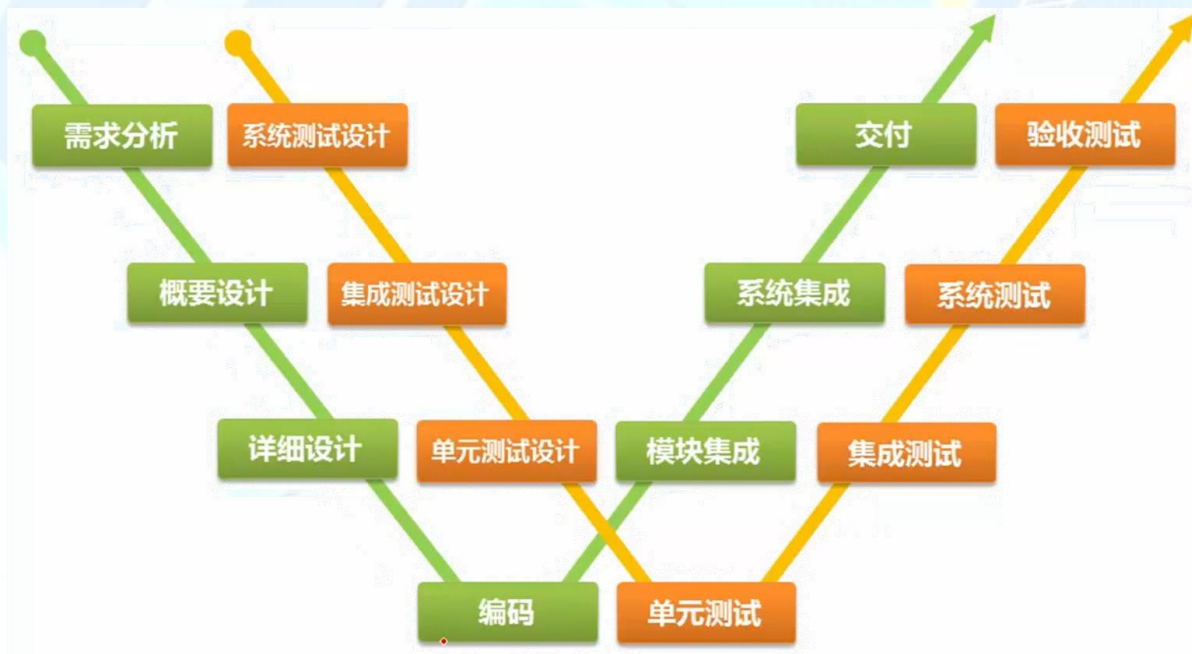 需求分析
系统测试设计
交付
验收测试
概要设计
集成测试设计
系统集成
系统测试
详细设计
单元测试设计
模块集成
集成测试
编码
单元测试